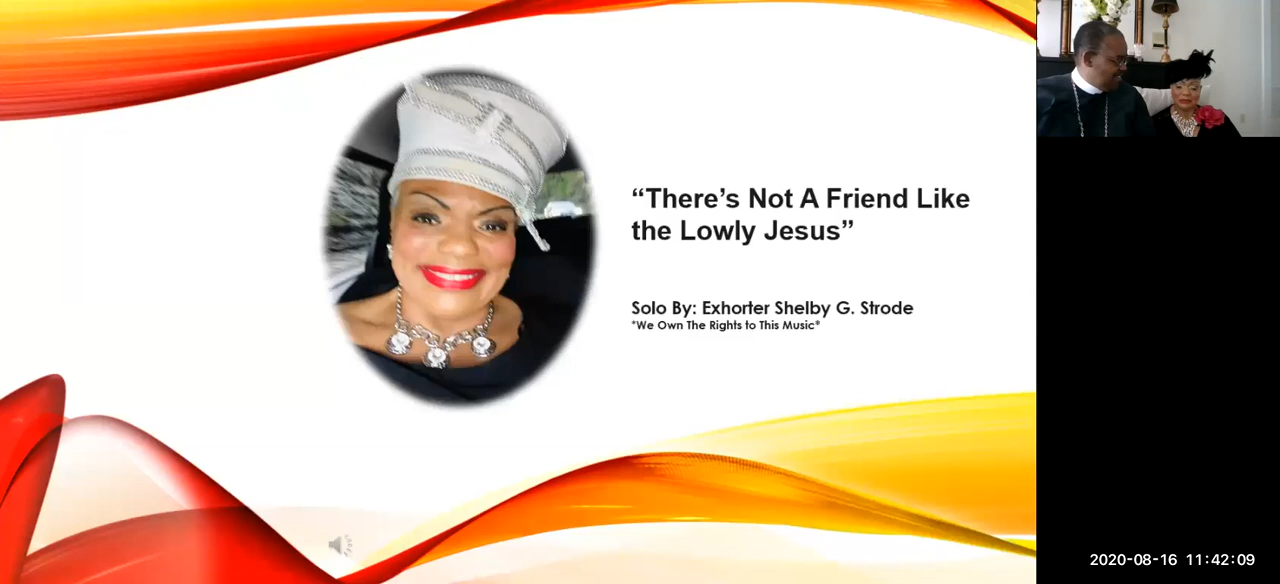 “There’s Not A Friend Like
the Lowly Jesus”
Solo By: Exhorter Shelby G. Strode
*We Own The Rights to This Music*
2020-08-16 11:42:09